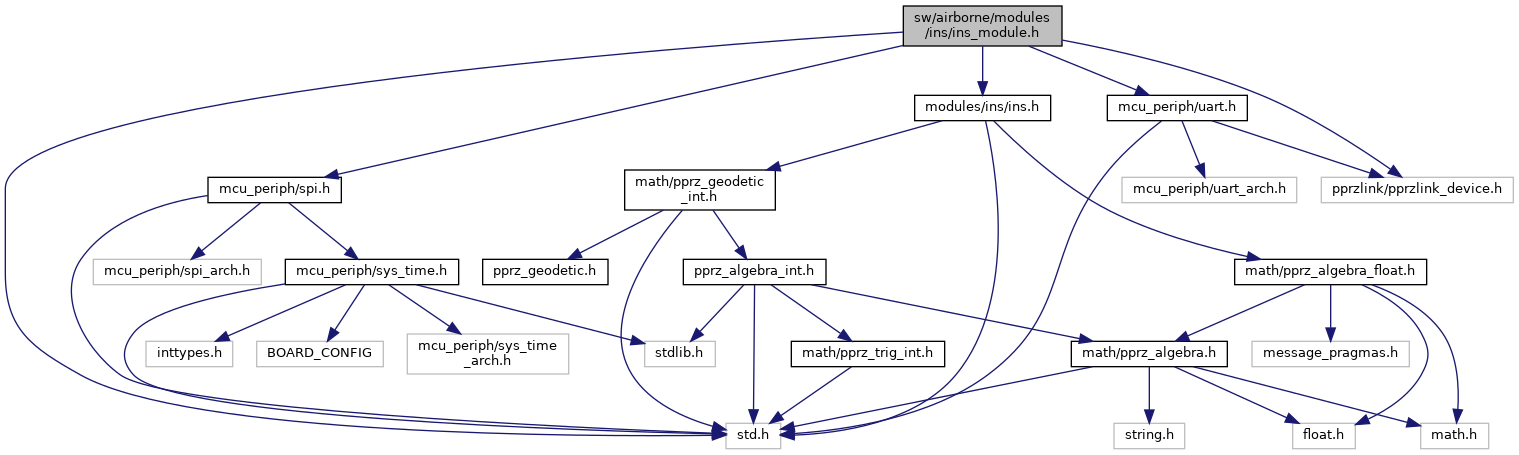 sw/airborne/modules
/ins/ins_module.h
modules/ins/ins.h
mcu_periph/uart.h
mcu_periph/spi.h
math/pprz_geodetic
_int.h
mcu_periph/uart_arch.h
pprzlink/pprzlink_device.h
mcu_periph/spi_arch.h
mcu_periph/sys_time.h
pprz_geodetic.h
pprz_algebra_int.h
math/pprz_algebra_float.h
inttypes.h
BOARD_CONFIG
mcu_periph/sys_time
_arch.h
stdlib.h
math/pprz_trig_int.h
math/pprz_algebra.h
message_pragmas.h
std.h
string.h
float.h
math.h